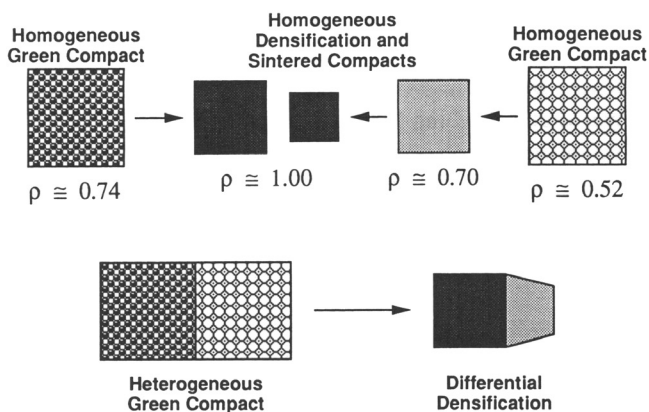 Homogeneous
Green Compact
Homogeneous
Densification and
Sintered Compacts
Homogeneous
Green Compact
ρ ≅ 0.74
ρ ≅ 1.00
ρ ≅ 0.70
ρ ≅ 0.52
Heterogeneous
Green Compact
Differential
Densification